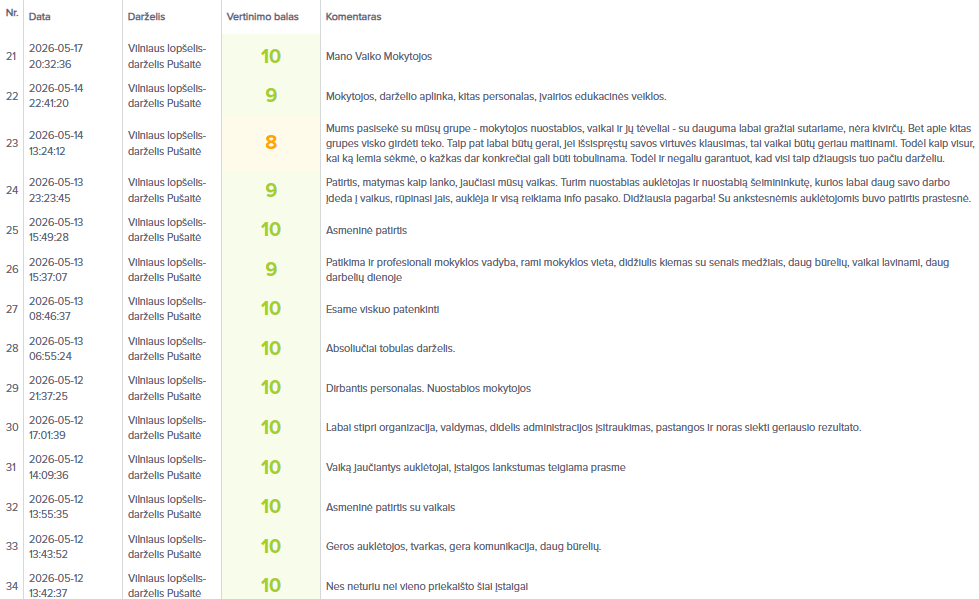 Nr. Data Darželis Vertinimo balas Komentaras
21 2026-05-17 20:32:36 Vilniaus lopšelis-darželis Pušaitė 10 Mano Vaiko Mokytojos
22 2026-05-14 22:41:20 Vilniaus lopšelis-darželis Pušaitė 9 Mokytojos, darželio aplinka, kitas personalas, įvairios edukacinės veiklos.
23 2026-05-14 13:24:12 Vilniaus lopšelis-darželis Pušaitė 8 Mums pasisekė su mūsų grupe - mokytojos nuostabios, vaikai ir jų tėveliai - su dauguma labai gražiai sutariame, nėra kivirčų. Bet apie kitas
grupes visko girdėti teko. Taip pat labai būtų gerai, jei išsispręstų savos virtuvės klausimas, tai vaikai būtų geriau maitinami. Todėl kaip visur,
kai ką lemia sėkmė, o kažkas dar konkrečiai gali būti tobulinama. Todėl ir negaliu garantuot, kad visi taip džiaugsis tuo pačiu darželiu.
24 2026-05-13 23:23:45 Vilniaus lopšelis-darželis Pušaitė 9 Patirtis, matymas kaip lanko, jaučiasi mūsų vaikas. Turim nuostabias auklėtojas ir nuostabią šeimininkutę, kurios labai daug savo darbo
įdeda į vaikus, rūpinasi jais, auklėja ir visą reikiama info pasako. Didžiausia pagarba! Su ankstesnėmis auklėtojomis buvo patirtis prastesnė.
25 2026-05-13 15:49:28 Vilniaus lopšelis-darželis Pušaitė 10 Asmeninė patirtis
26 2026-05-13 15:37:07 Vilniaus lopšelis-darželis Pušaitė 9 Patikima ir profesionali mokyklos vadyba, rami mokyklos vieta, didžiulis kiemas su senais medžiais, daug būrelių, vaikai lavinami, daug
darbelių dienoje
27 2026-05-13 08:46:37 Vilniaus lopšelis-darželis Pušaitė 10 Esame viskuo patenkinti
28 2026-05-13 06:55:24 Vilniaus lopšelis-darželis Pušaitė 10 Absoliučiai tobulas darželis.
29 2026-05-12 21:37:25 Vilniaus lopšelis-darželis Pušaitė 10 Dirbantis personalas. Nuostabios mokytojos
30 2026-05-12 17:01:39 Vilniaus lopšelis-darželis Pušaitė 10 Labai stipri organizacija, valdymas, didelis administracijos įsitraukimas, pastangos ir noras siekti geriausio rezultato.
31 2026-05-12 14:09:36 Vilniaus lopšelis-darželis Pušaitė 10 Vaiką jaučiantys auklėtojai, įstaigos lankstumas teigiama prasme
32 2026-05-12 13:55:35 Vilniaus lopšelis-darželis Pušaitė 10 Asmeninė patirtis su vaikais
33 2026-05-12 13:43:52 Vilniaus lopšelis-darželis Pušaitė 10 Geros auklėtojos, tvarkas, gera komunikacija, daug būrelių.
34 2026-05-12 13:42:37 Vilniaus lopšelis-darželis Pušaitė 10 Nes neturiu nei vieno priekaišto šiai įstaigai